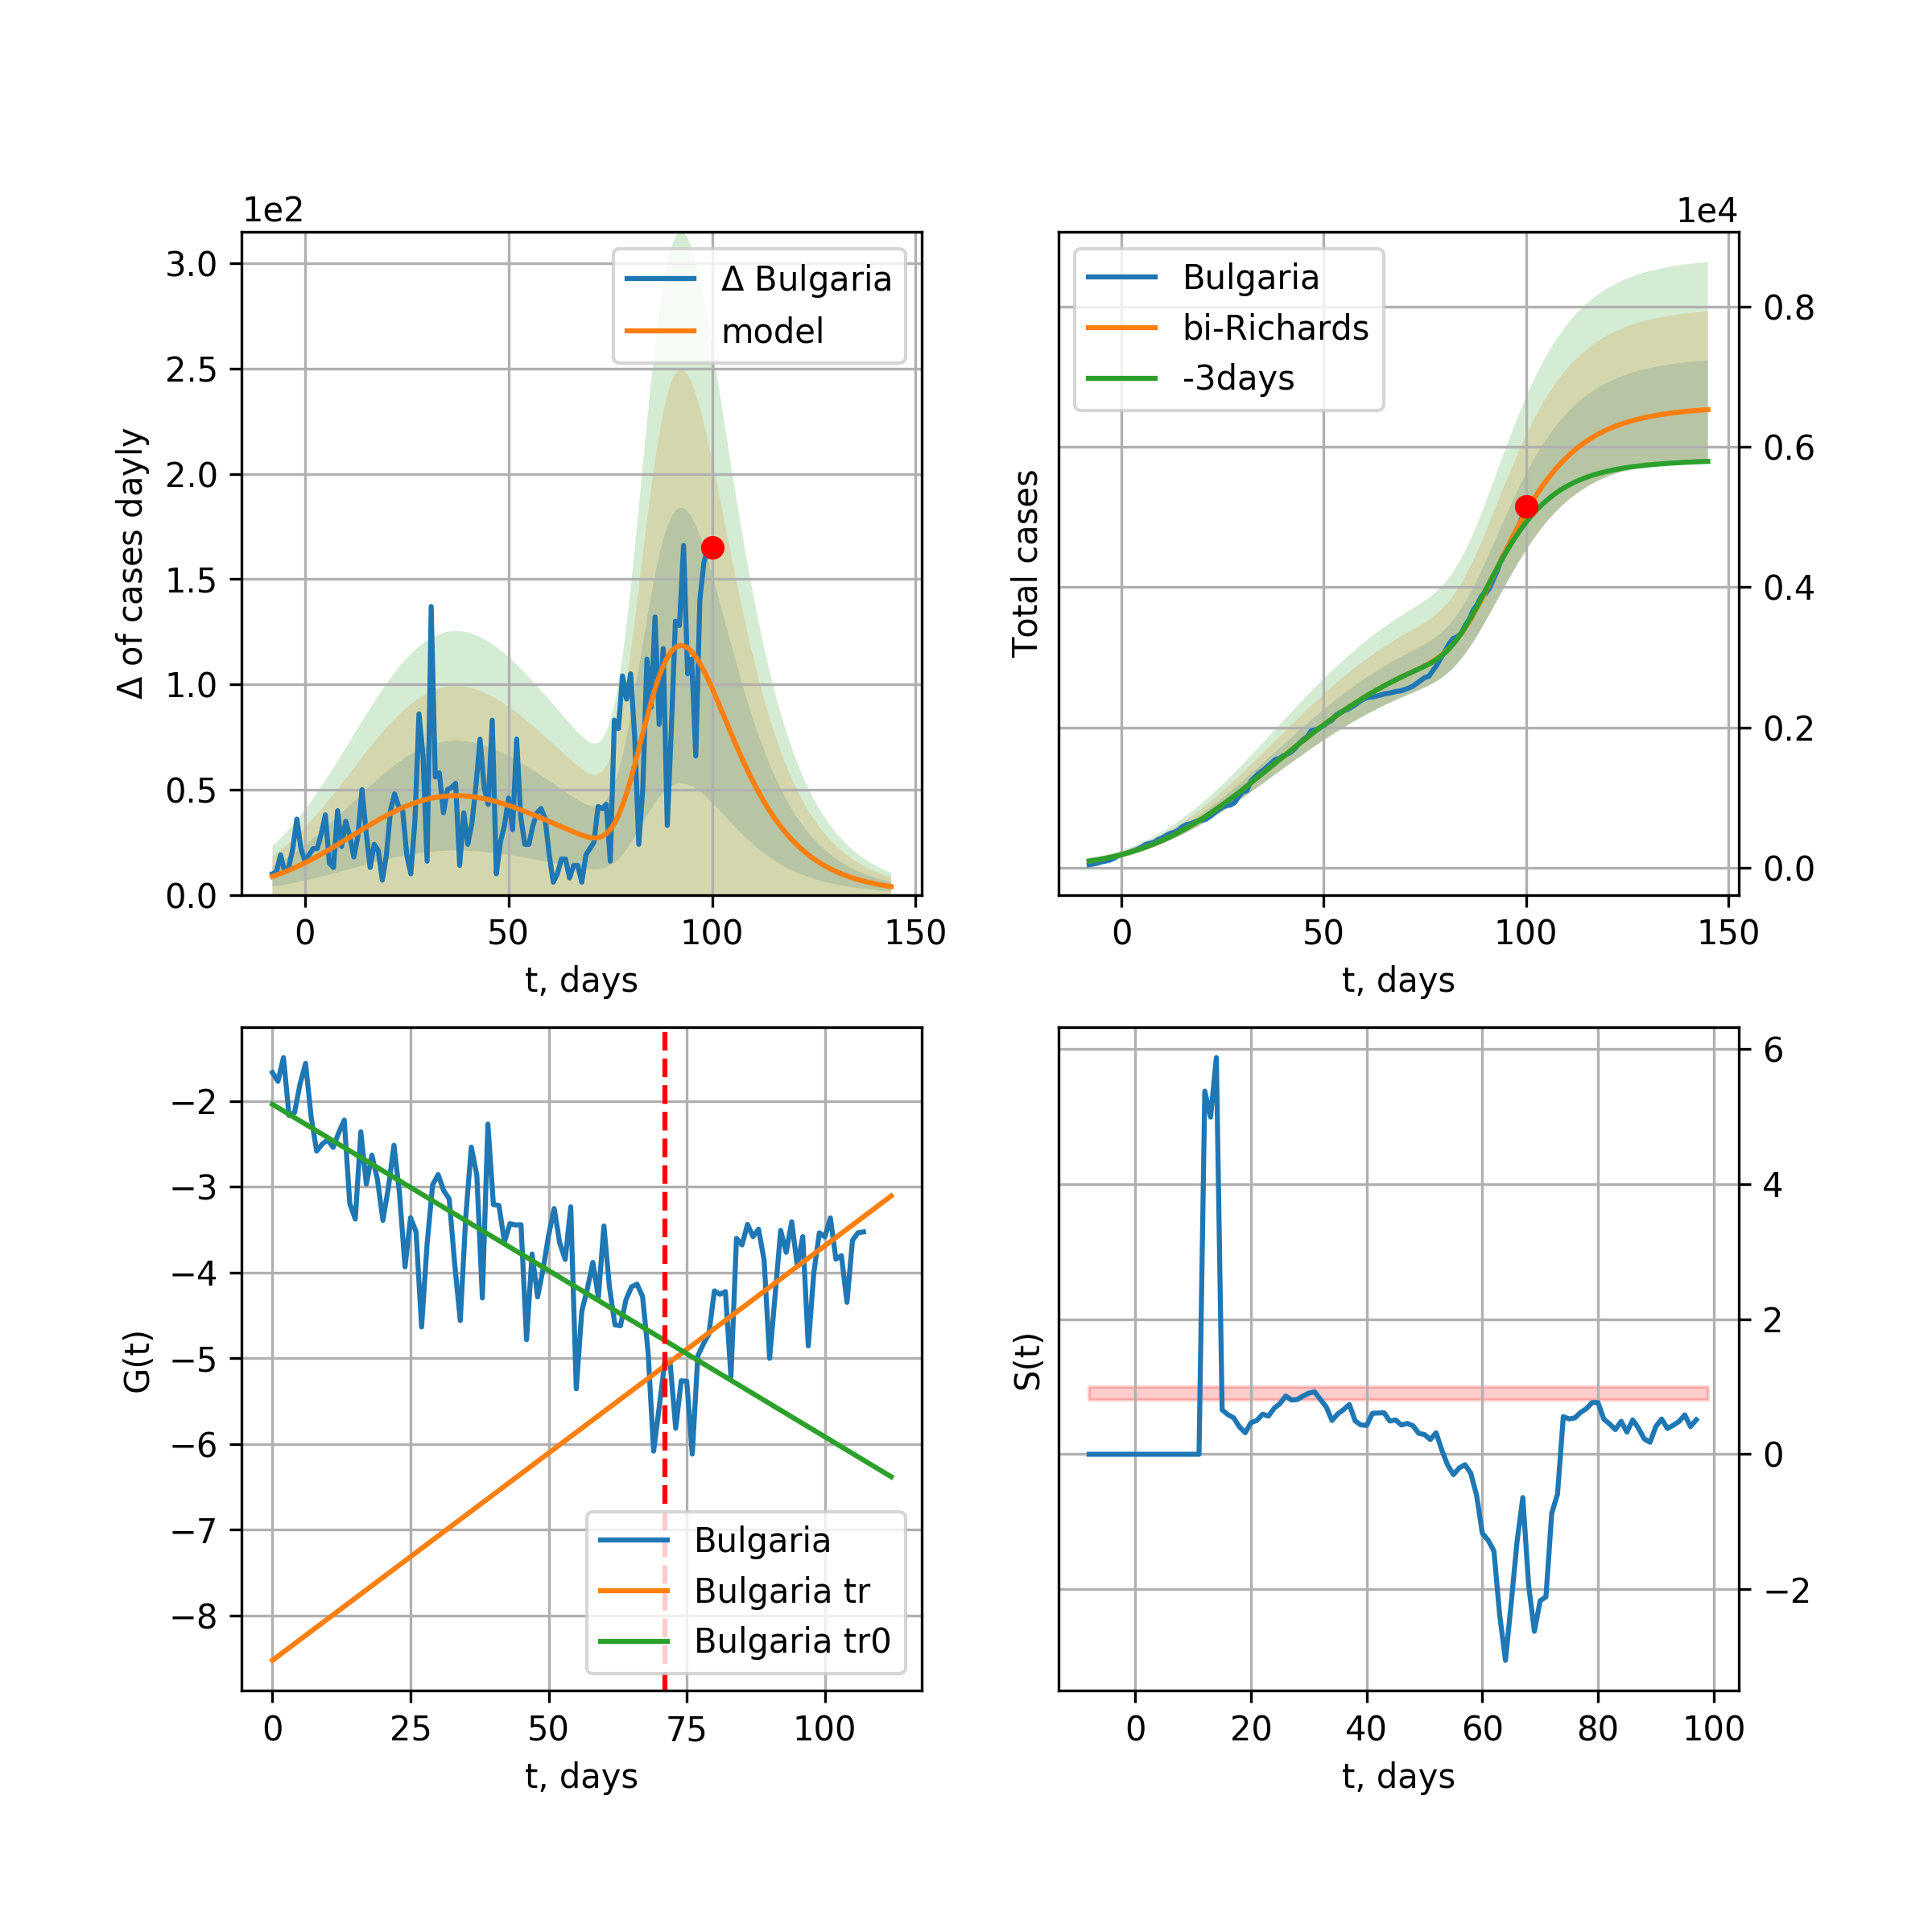 1e2
3.0
2.5
2.0
1.5
1.0
0.5
0.0
Δ of cases dayly
Δ Bulgaria
model
0 50 100 150
t, days
1e4
Bulgaria
bi-Richards
-3days
Total cases
0.8
0.6
0.4
0.2
0.0
0 50 100 150
t, days
−2
−3
−4
−5
−6
−7
−8
G(t)
Bulgaria
Bulgaria tr
Bulgaria tr0
0 25 50 75 100
t, days
S(t)
6
4
2
0
−2
0 20 40 60 80 100
t, days